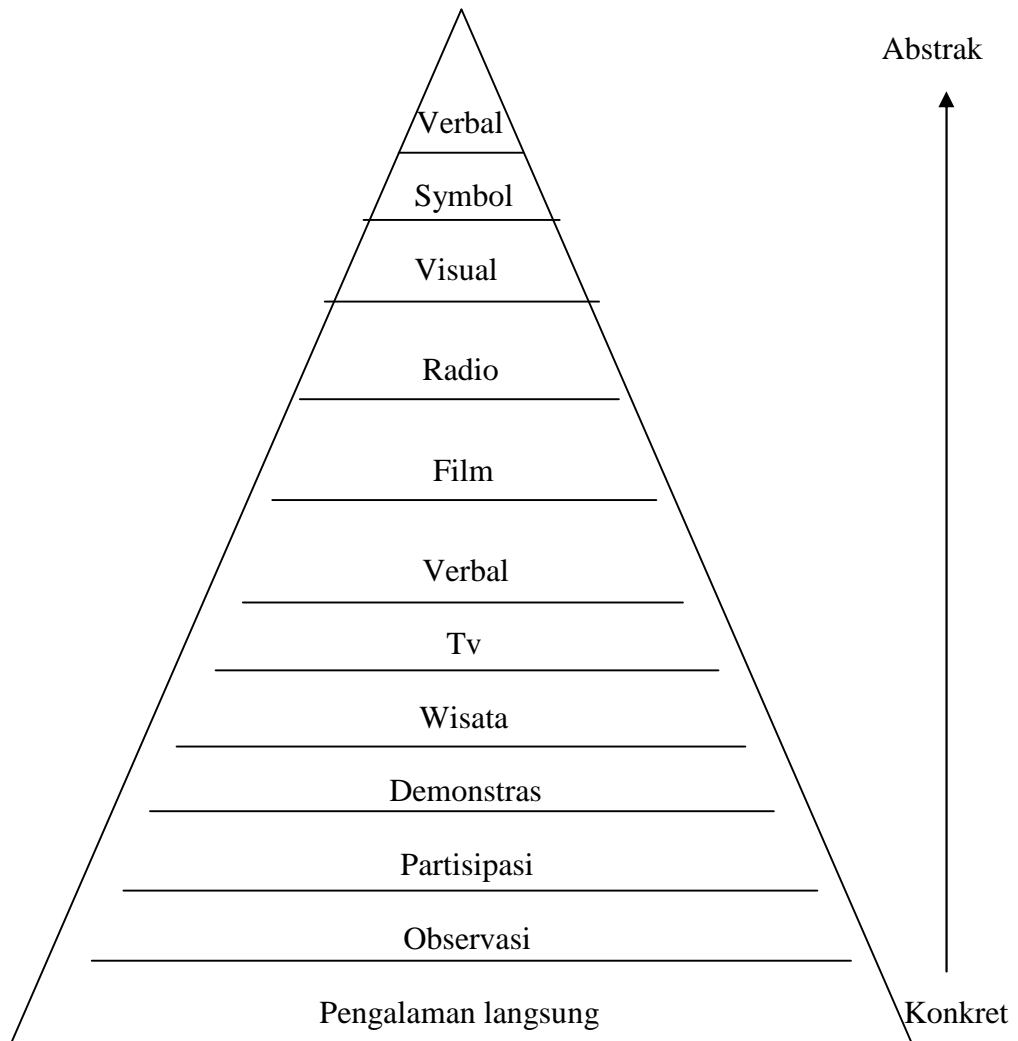 Abstrak
Verbal
Symbol
Visual
Radio
Film
Verbal
Tv
Wisata
Demonstras
Partisipasi
Observasi
Pengalaman langsung
Konkret